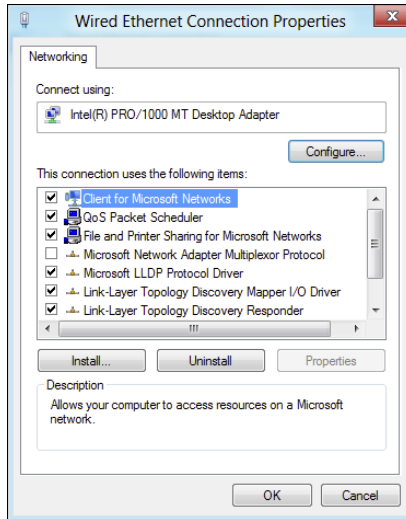 Wired Ethernet Connection Properties
x
Networking
Connect using:
Intel(R) PRO/1000 MT Desktop Adapter
Configure...
This connection uses the following items:
Client for Microsoft Networks
QoS Packet Scheduler
File and Printer Sharing for Microsoft Networks
Microsoft Network Adapter Multiplexor Protocol
Microsoft LLDP Protocol Driver
Link-Layer Topology Discovery Mapper I/O Driver
Link-Layer Topology Discovery Responder
Install...
Uninstall
Properties
Description
Allows your computer to access resources on a Microsoft
network.
OK
Cancel